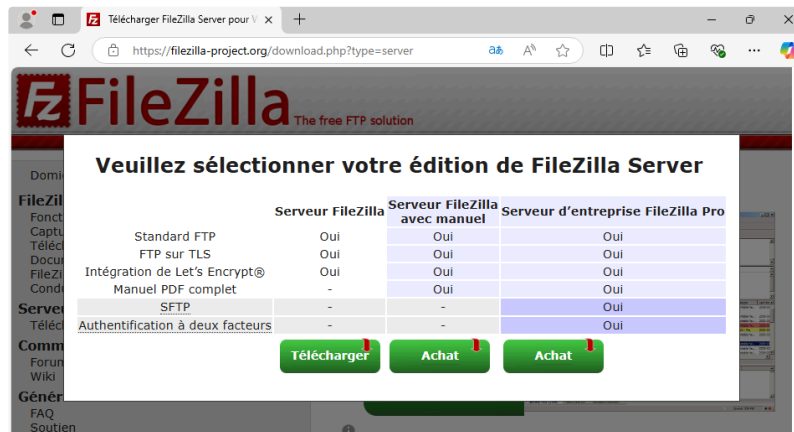 Télécharger FileZilla Server pour V
https://filezilla-project.org/download.php?type=server
FileZilla The free FTP solution
Veuillez sélectionner votre édition de FileZilla Server
Serveur FileZilla
Serveur FileZilla avec manuel
Serveur d'entreprise FileZilla Pro
Standard FTP Oui Oui Oui
FTP sur TLS Oui Oui Oui
Intégration de Let's Encrypt® Oui Oui Oui
Manuel PDF complet - Oui Oui
SFTP - - Oui
Authentification à deux facteurs - - Oui
Télécharger Achat Achat
Domi
FileZil
Fonct
Captu
Téléc
Docu
FileZi
Cond
Serve
Téléc
Comm
Forun
Wiki
Génér
FAQ
Soutien